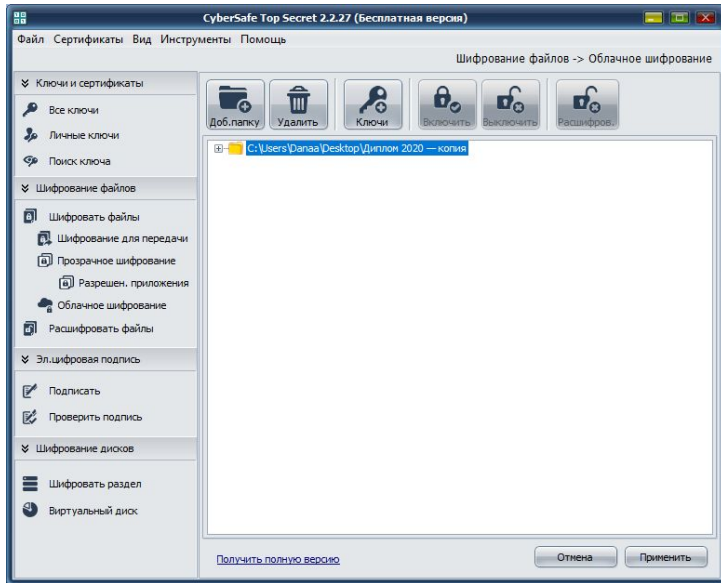 CyberSafe Top Secret 2.2.27 (Бесплатная версия)
Файл Сертификаты Вид Инструменты Помощь
Шифрование файлов -> Облачное шифрование
Ключи и сертификаты
Все ключи
Личные ключи
Поиск ключа
Шифрование файлов
Шифровать файлы
Шифрование для передачи
Прозрачное шифрование
Разрешен. приложения
Облачное шифрование
Расшифровать файлы
Эл.цифровая подпись
Подписать
Проверить подпись
Шифрование дисков
Шифровать раздел
Виртуальный диск
Доб.папку Удалить Ключи Включить Выключить Расшифров.
C:\Users\Danaa\Desktop\Диплом 2020 — копия
Получить полную версию
Отмена Применить